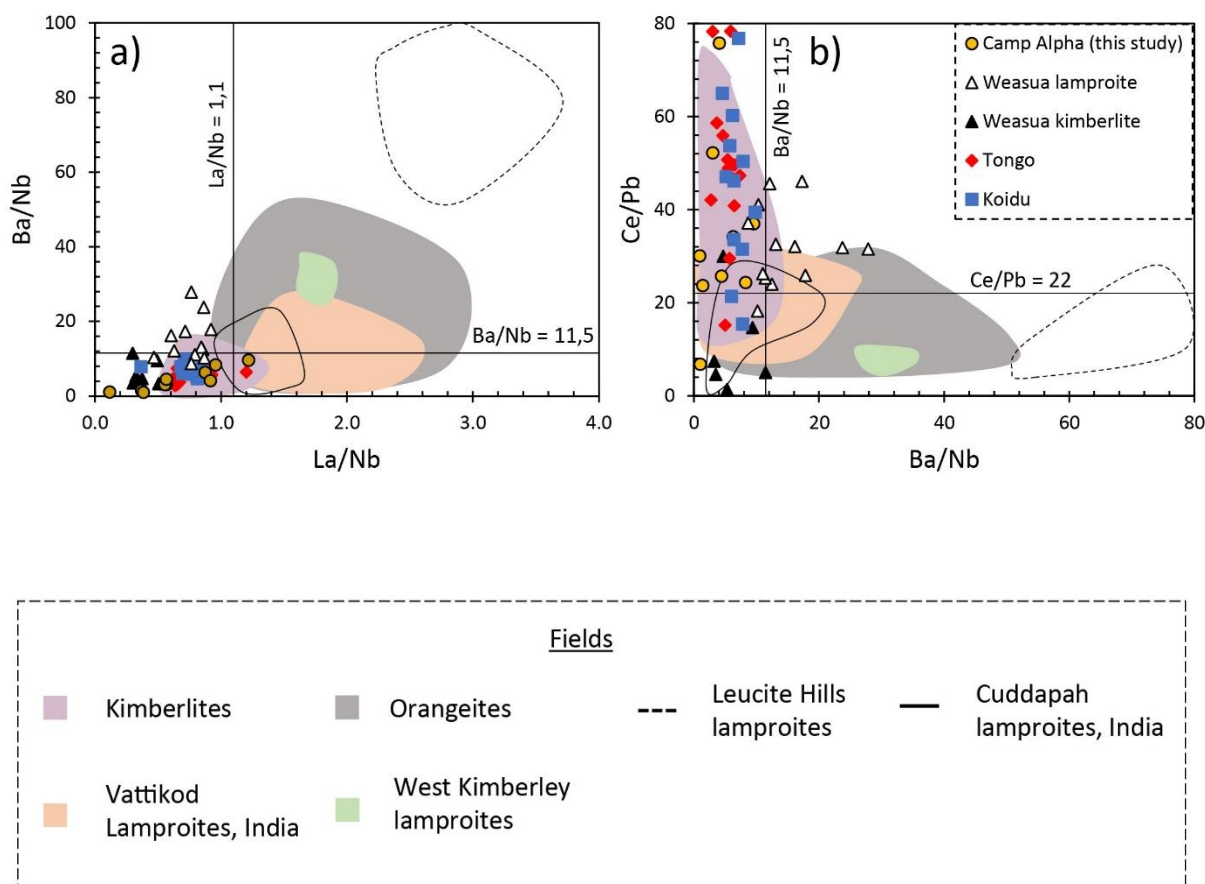 a)
La/Nb = 1,1
Ba/Nb = 11,5
Ba/Nb
100
80
60
40
20
0
0.0 1.0 2.0 3.0 4.0
La/Nb
b)
Ba/Nb = 11,5
Ce/Pb = 22
Camp Alpha (this study)
Weasua lamproite
Weasua kimberlite
Tongo
Koidu
Ce/Pb
80
60
40
20
0
0 20 40 60 80
Ba/Nb
Fields
Kimberlites
Orangeites
Leucite Hills
lamproites
Cuddapah
lamproites, India
Vattikod
Lamproites, India
West Kimberley
lamproites